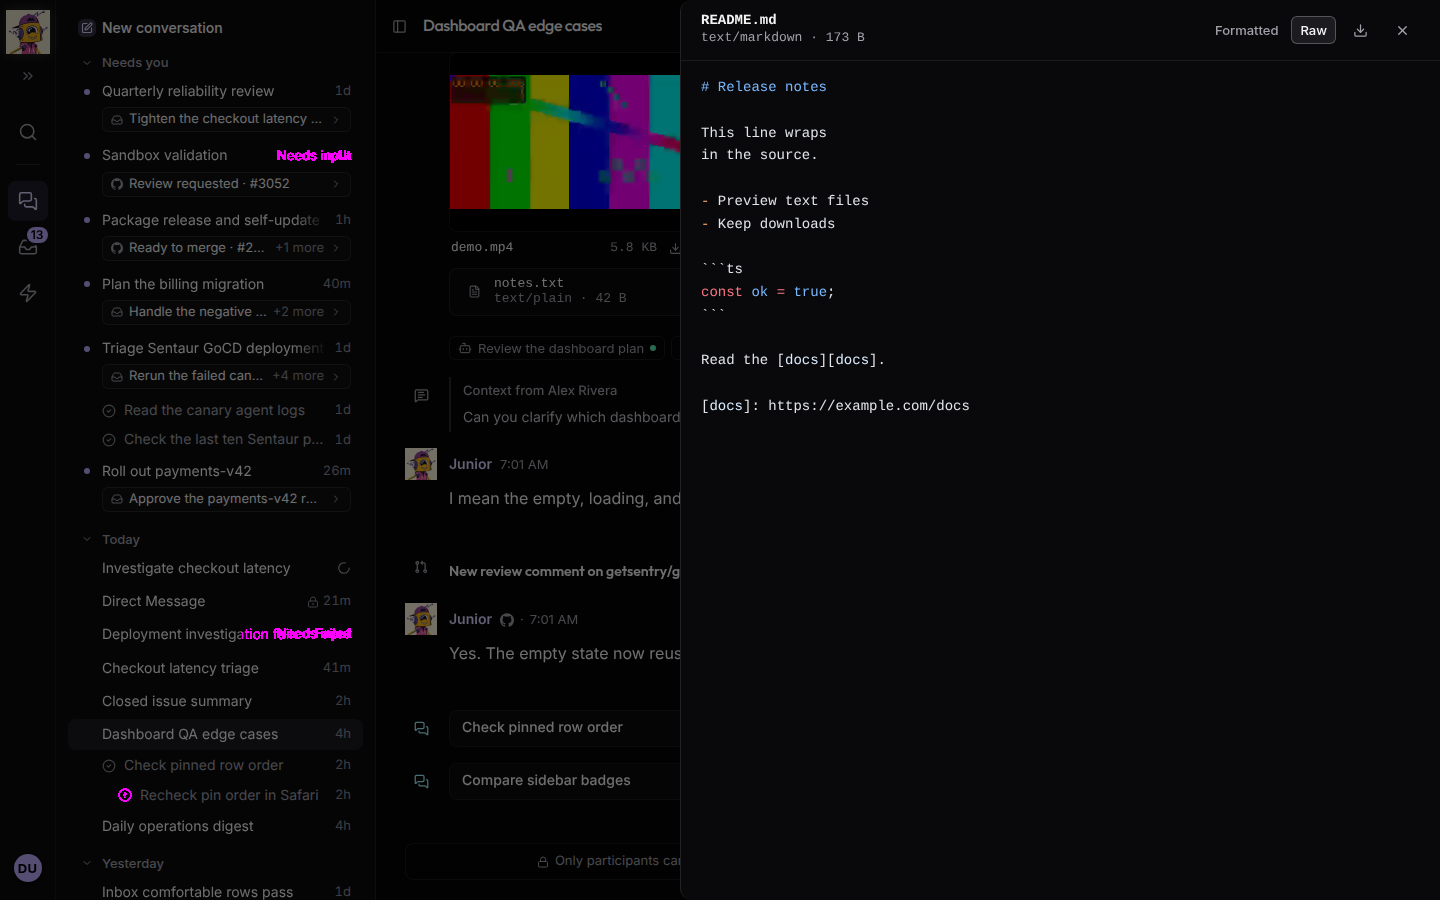 New conversation
Needs you
Quarterly reliability review 1d
Tighten the checkout latency ...
Sandbox validation Needs
Review requested · #3052
Package release and self-update 1h
Ready to merge · #2... +1 more
13
Plan the billing migration 40m
Handle the negative ... +2 more
Triage Sentaur GoCD deployment 1d
Rerun the failed can... +4 more
Read the canary agent logs 1d
Check the last ten Sentaur p... 1d
Roll out payments-v42 26m
Approve the payments-v42 r...
Today
Investigate checkout latency
Direct Message 21m
Deployment investigation
Checkout latency triage 41m
Closed issue summary 2h
Dashboard QA edge cases 4h
Check pinned row order 2h
Recheck pin order in Safari 2h
Daily operations digest 4h
Yesterday
Inbox comfortable rows pass 1d
DU
Dashboard QA edge cases
demo.mp4 5.8 KB
notes.txt
text/plain · 42 B
Review the dashboard plan
Context from Alex Rivera
Can you clarify which dashboard
Junior 7:01 AM
I mean the empty, loading, and
New review comment on getsentry/g
Junior · 7:01 AM
Yes. The empty state now reus
Check pinned row order
Compare sidebar badges
Only participants can
README.md
text/markdown · 173 B
Formatted Raw
# Release notes
This line wraps
in the source.
- Preview text files
- Keep downloads
```ts
const ok = true;
```
Read the [docs][docs].
[docs]: https://example.com/docs